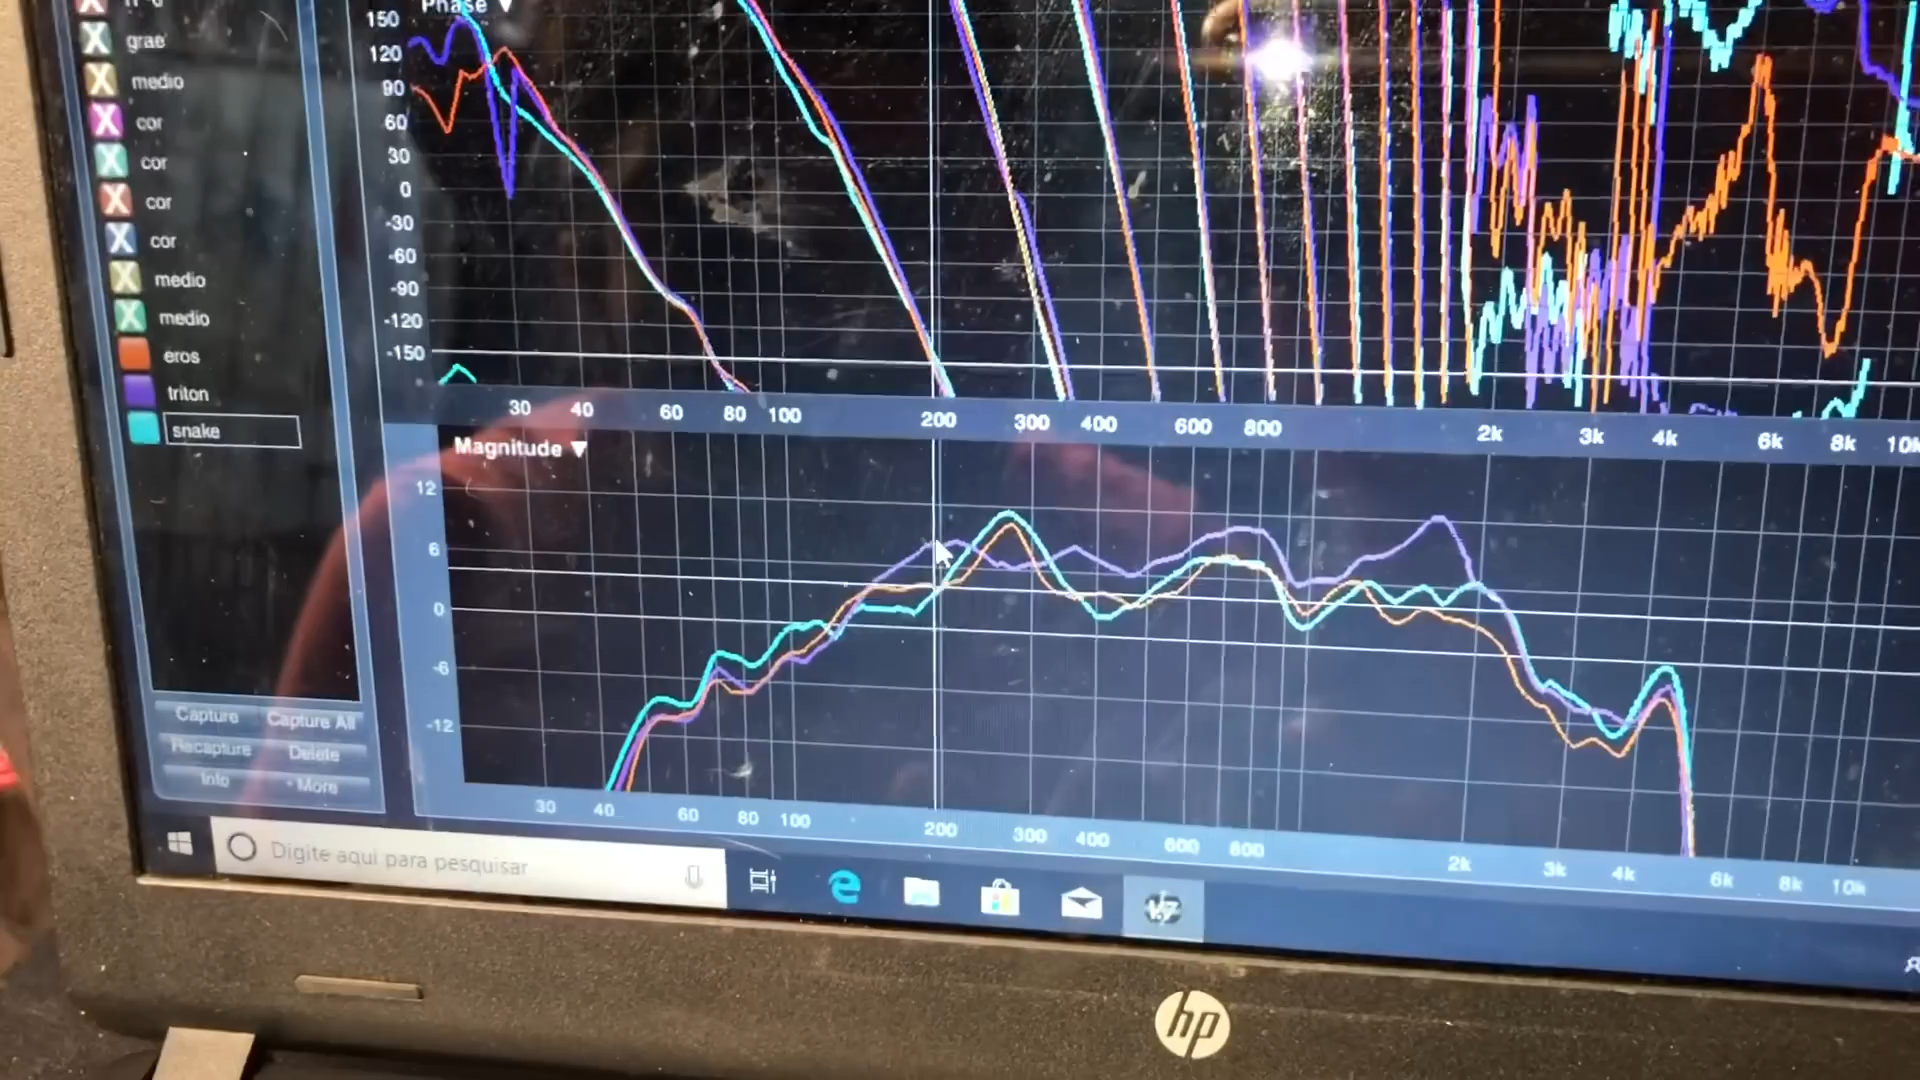 Phase ▼
grae
medio
cor
cor
cor
cor
medio
medio
eros
triton
snake
Capture Capture All
Recapture Delete
Info + More
150
120
90
60
30
0
-30
-60
-90
-120
-150
30 40 60 80 100 200 300 400 600 800 2k 3k 4k 6k 8k 10k
Magnitude ▼
12
6
0
-6
-12
30 40 60 80 100 200 300 400 600 800 2k 3k 4k 6k 8k 10k
Digite aqui para pesquisar
hp